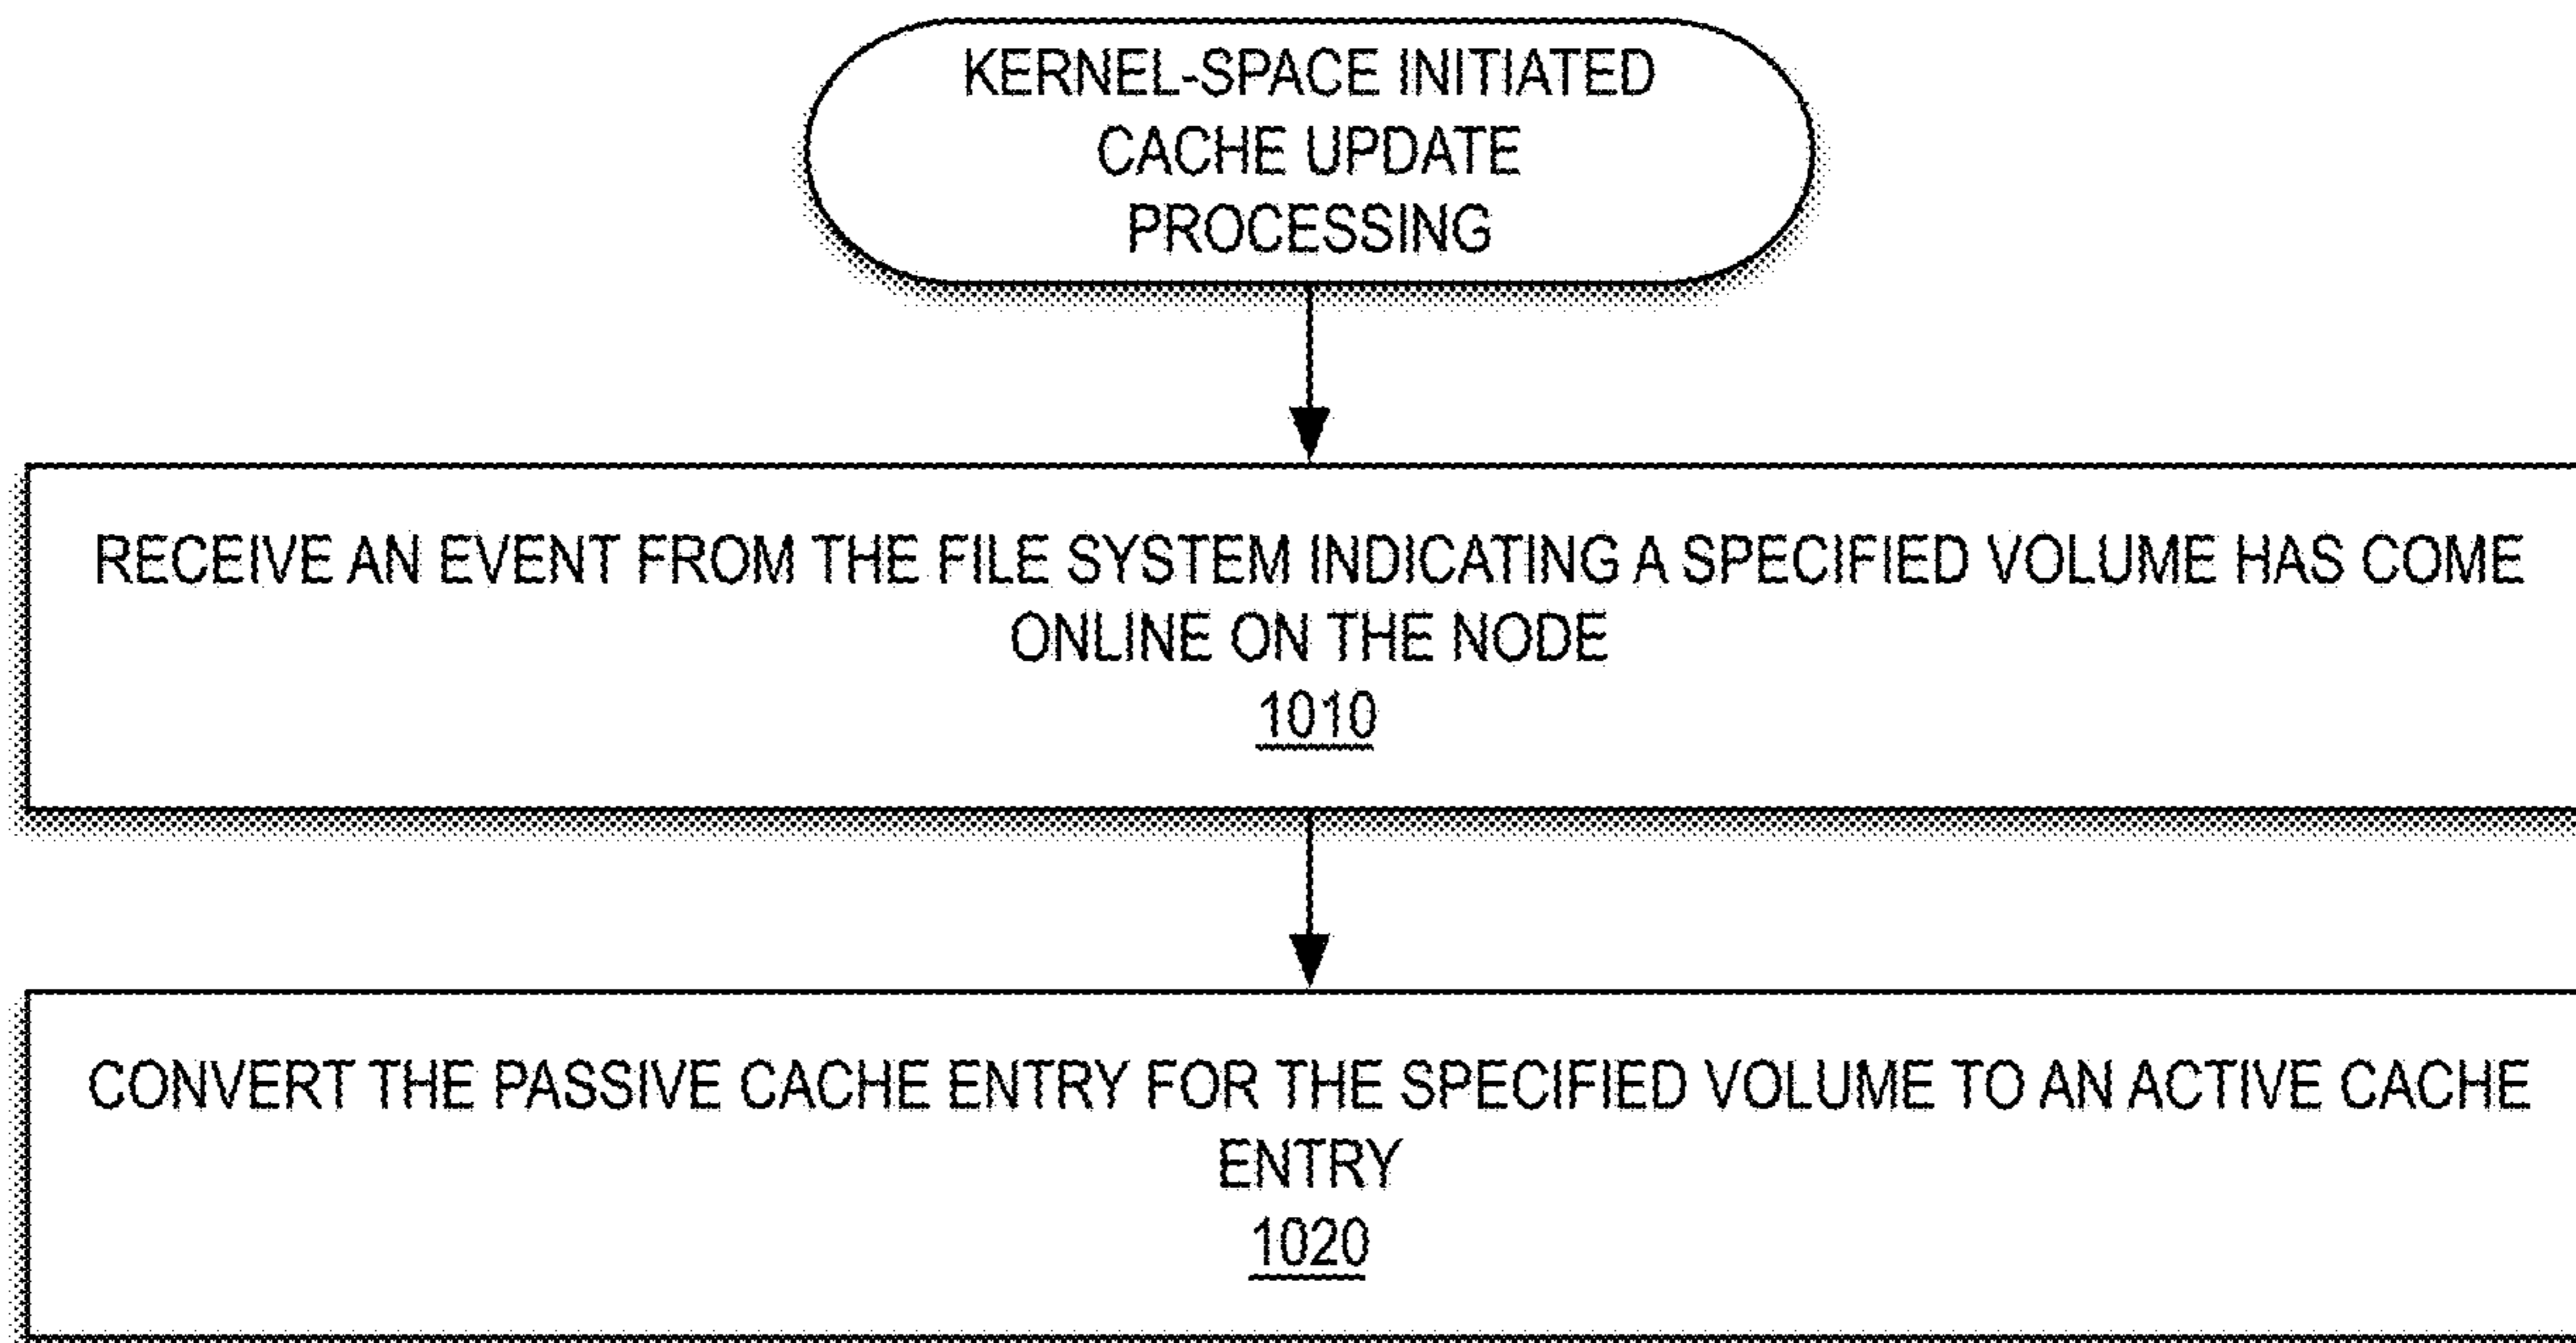 KERNEL-SPACE INITIATED
CACHE UPDATE
PROCESSING
RECEIVE AN EVENT FROM THE FILE SYSTEM INDICATING A SPECIFIED VOLUME HAS COME
ONLINE ON THE NODE
1010
CONVERT THE PASSIVE CACHE ENTRY FOR THE SPECIFIED VOLUME TO AN ACTIVE CACHE
ENTRY
1020